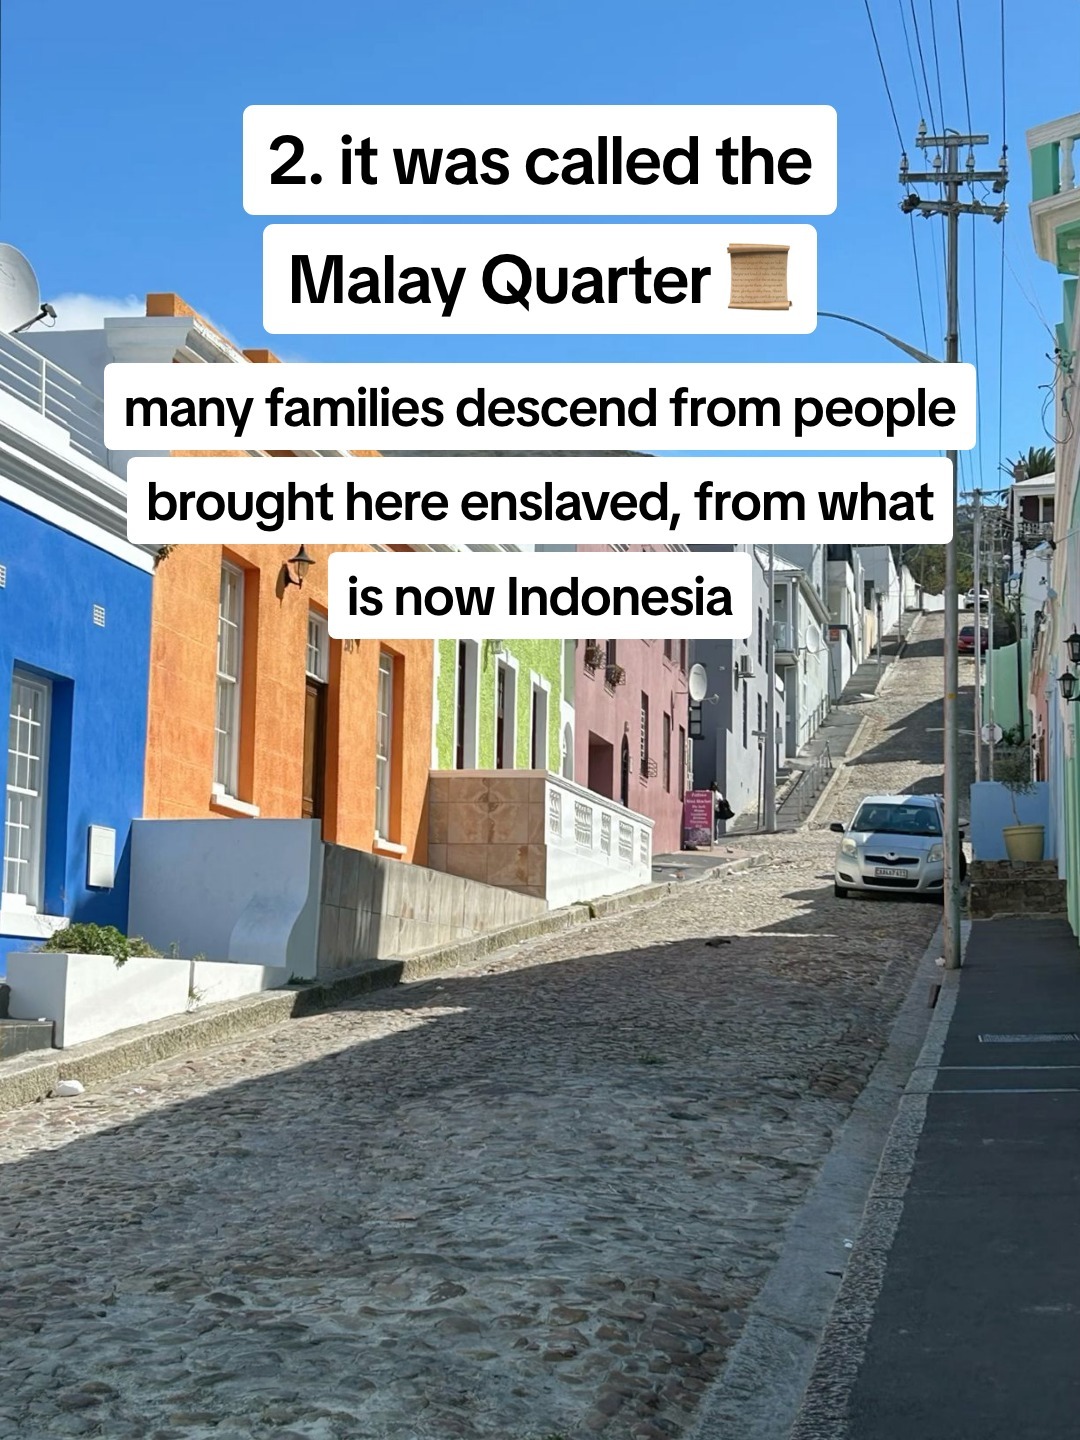 2. it was called the
Malay Quarter 📜
many families descend from people
brought here enslaved, from what
is now Indonesia